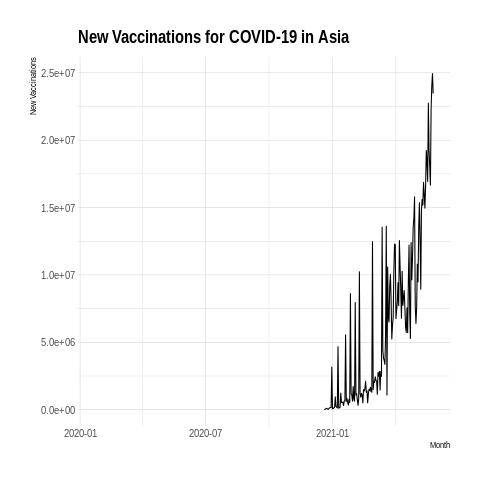 New Vaccinations for COVID-19 in Asia
New Vaccinations
2.5e+07
2.0e+07
1.5e+07
1.0e+07
5.0e+06
0.0e+00
2020-01 2020-07 2021-01
Month